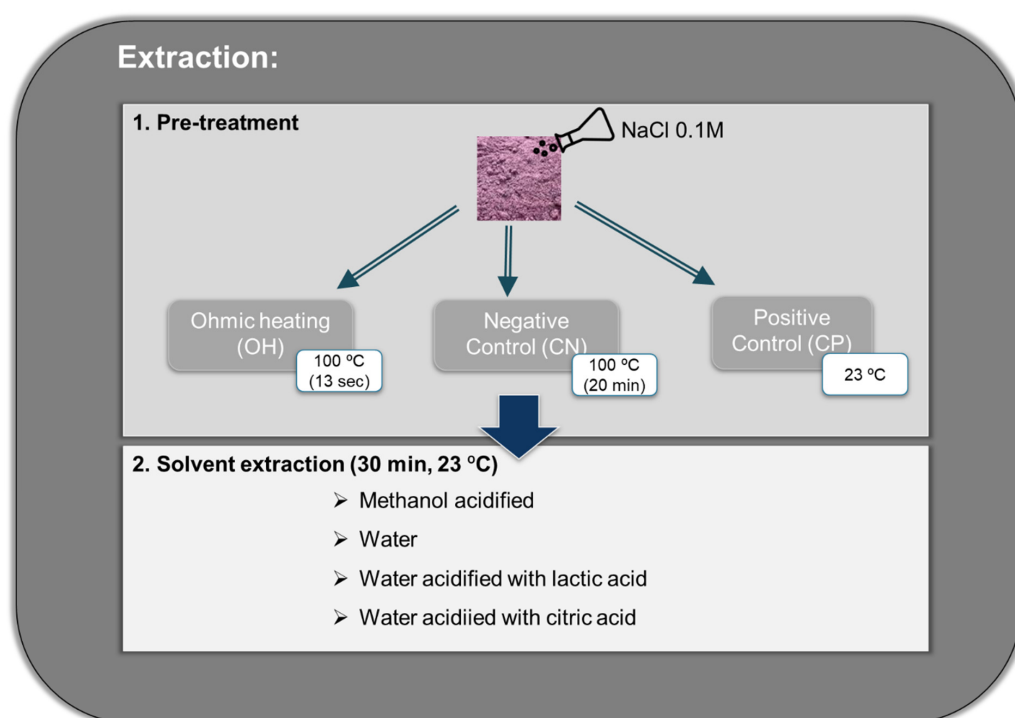 Extraction:
1. Pre-treatment
NaCl 0.1M
Ohmic heating
(OH)
100 ºC
(13 sec)
Negative
Control (CN)
100 ºC
(20 min)
Positive
Control (CP)
23 ºC
2. Solvent extraction (30 min, 23 ºC)
➢ Methanol acidified
➢ Water
➢ Water acidified with lactic acid
➢ Water acidiied with citric acid